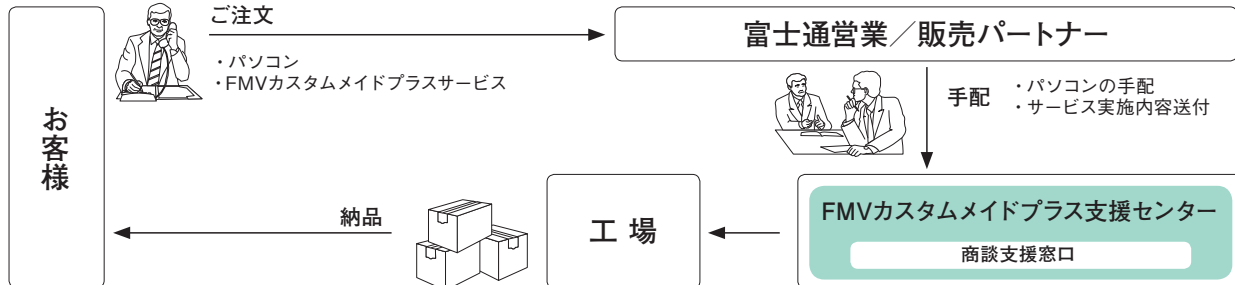 ご注文
・パソコン
・FMVカスタムメイドプラスサービス
富士通営業／販売パートナー
手配
・パソコンの手配
・サービス実施内容送付
お客様
納品
工場
FMVカスタムメイドプラス支援センター
商談支援窓口